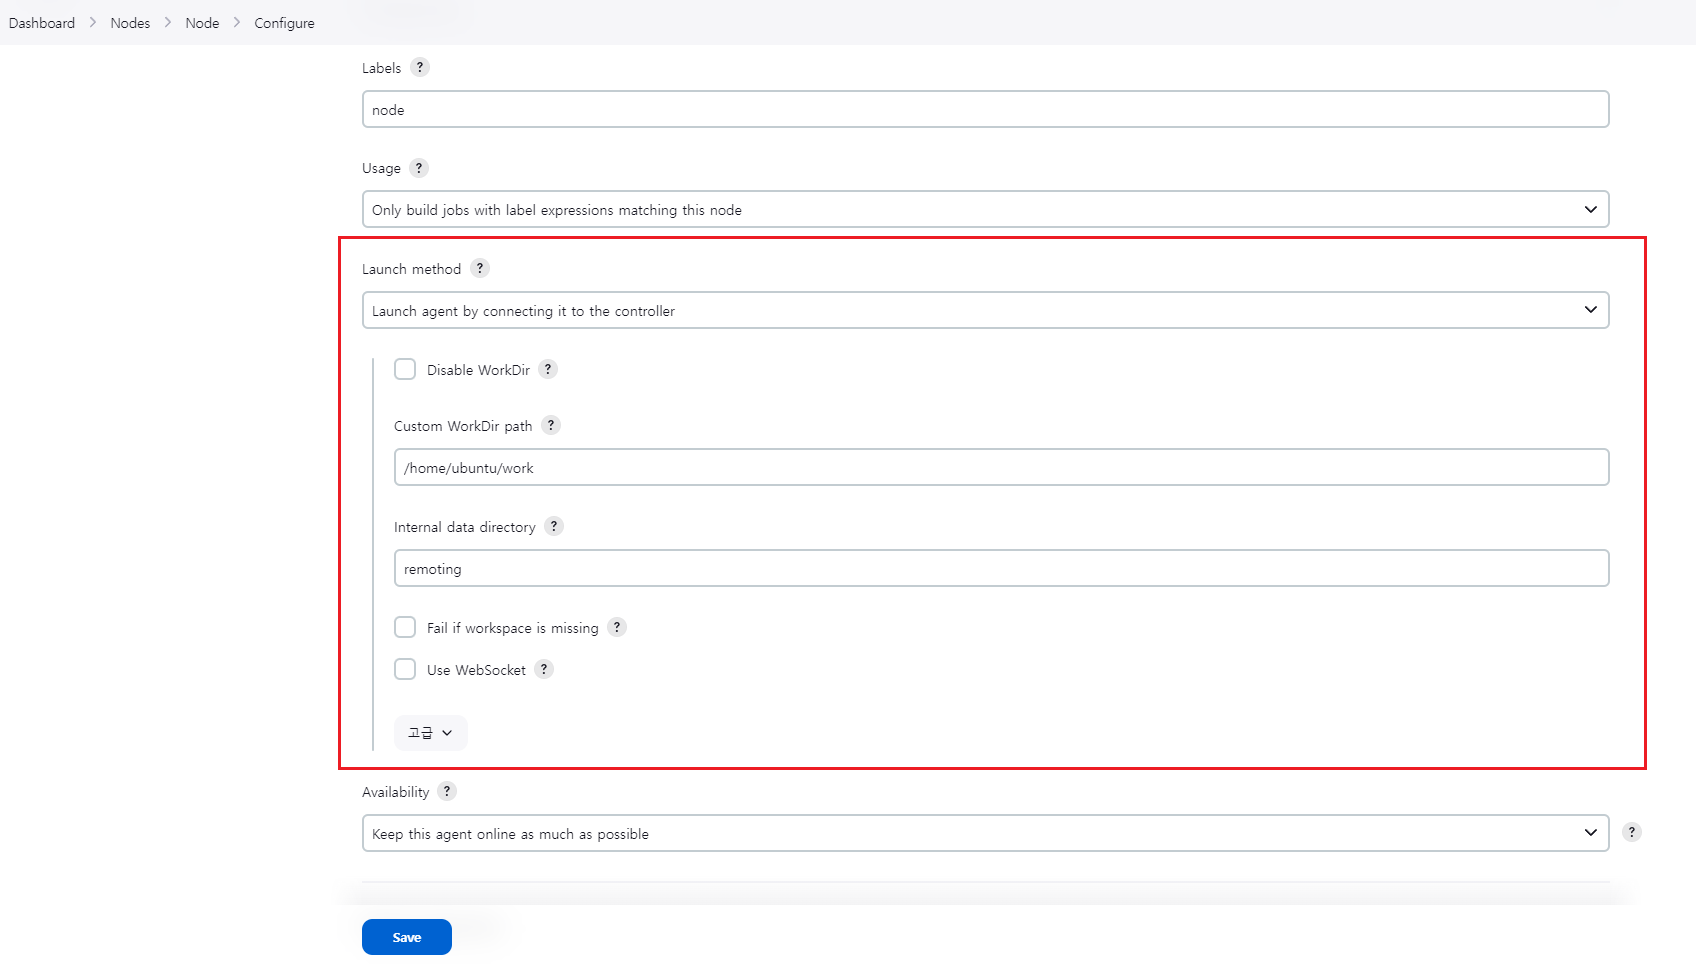 Dashboard > Nodes > Node > Configure
Labels ?
node
Usage ?
Only build jobs with label expressions matching this node
Launch method ?
Launch agent by connecting it to the controller
Disable WorkDir ?
Custom WorkDir path ?
/home/ubuntu/work
Internal data directory ?
remoting
Fail if workspace is missing ?
Use WebSocket ?
고급
Availability ?
Keep this agent online as much as possible ?
Save